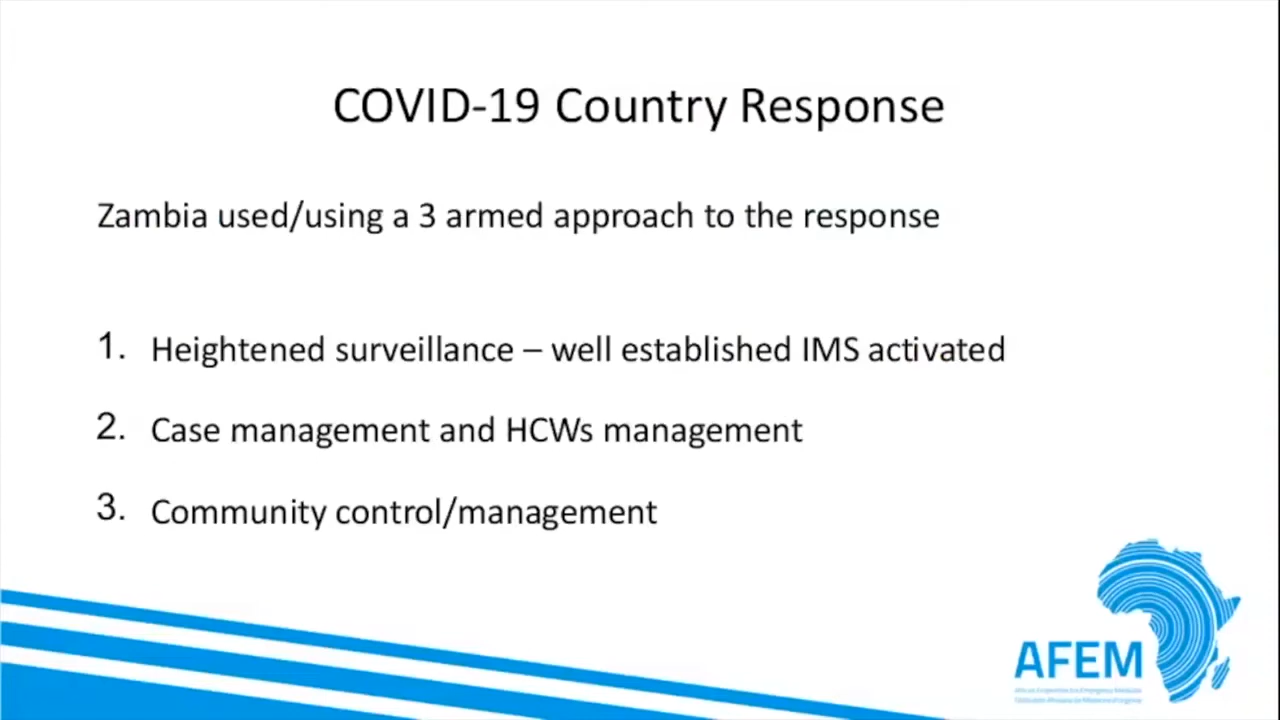 COVID-19 Country Response
Zambia used/using a 3 armed approach to the response
1. Heightened surveillance – well established IMS activated
2. Case management and HCWs management
3. Community control/management
AFEM